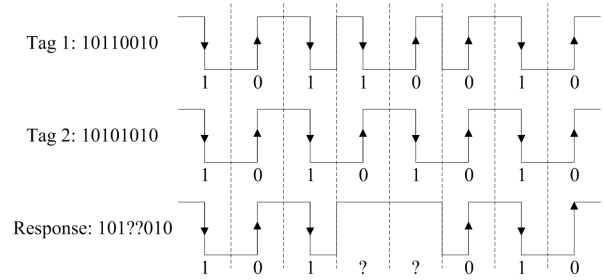 Tag 1: 10110010
1 0 1 1 0 0 1 0
Tag 2: 10101010
1 0 1 0 1 0 1 0
Response: 101??010
1 0 1 ? ? 0 1 0